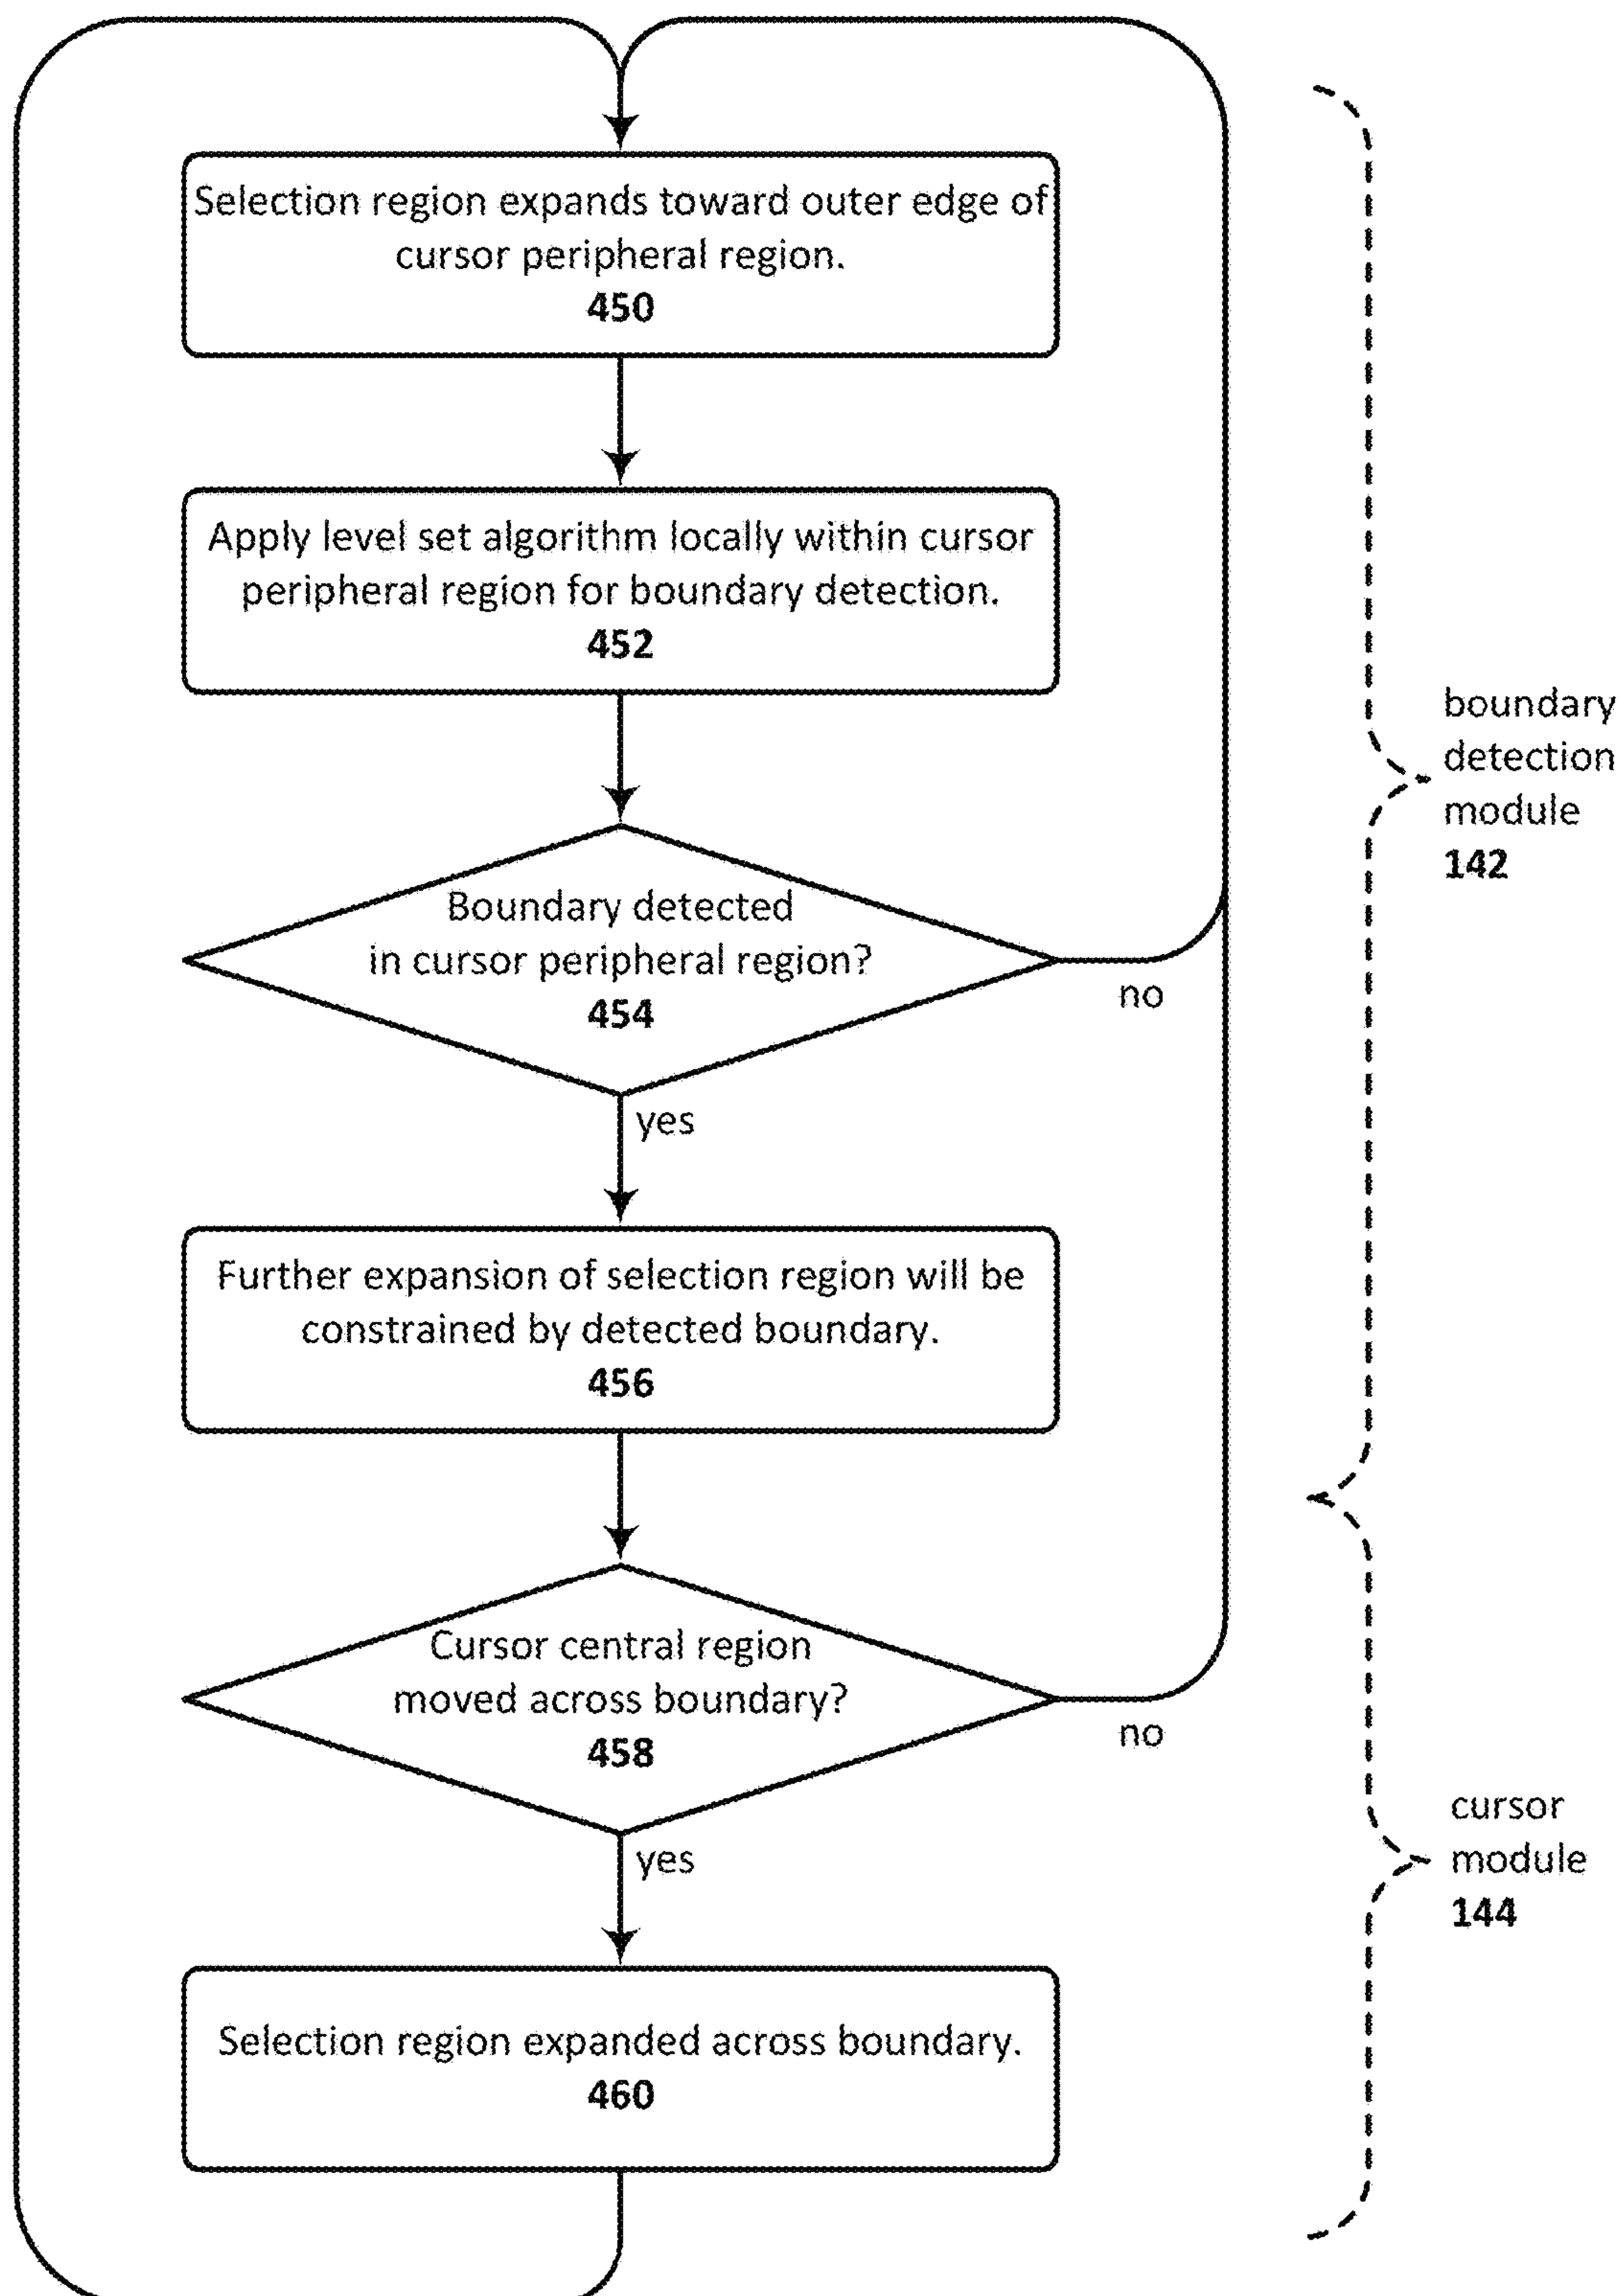 Selection region expands toward outer edge of
cursor peripheral region.
450
Apply level set algorithm locally within cursor
peripheral region for boundary detection.
452
boundary
detection
module
142
Boundary detected
in cursor peripheral region?
454
no
yes
Further expansion of selection region will be
constrained by detected boundary.
456
Cursor central region
moved across boundary?
458
no
yes
cursor
module
144
Selection region expanded across boundary.
460